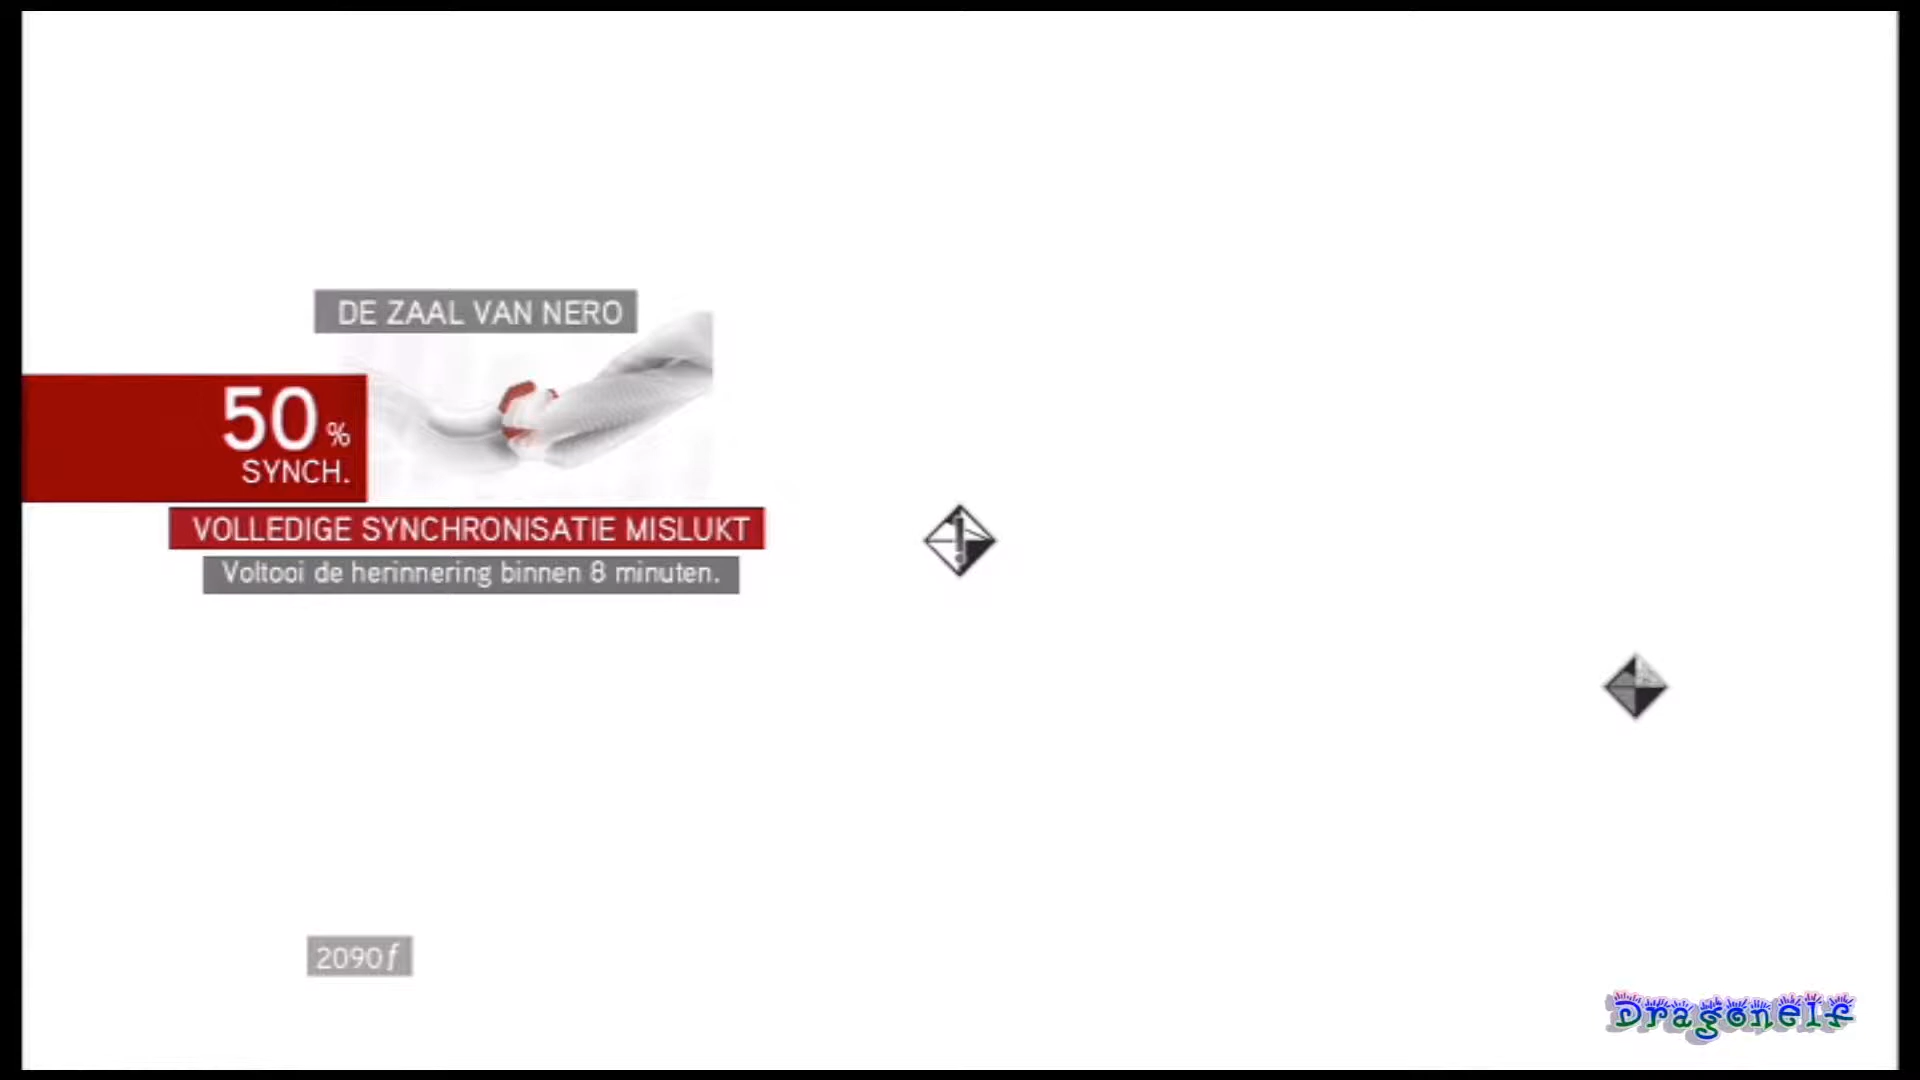 DE ZAAL VAN NERO
50 %
SYNCH.
VOLLEDIGE SYNCHRONISATIE MISLUKT
Voltooi de herinnering binnen 8 minuten.
2090 f
Dragonelf